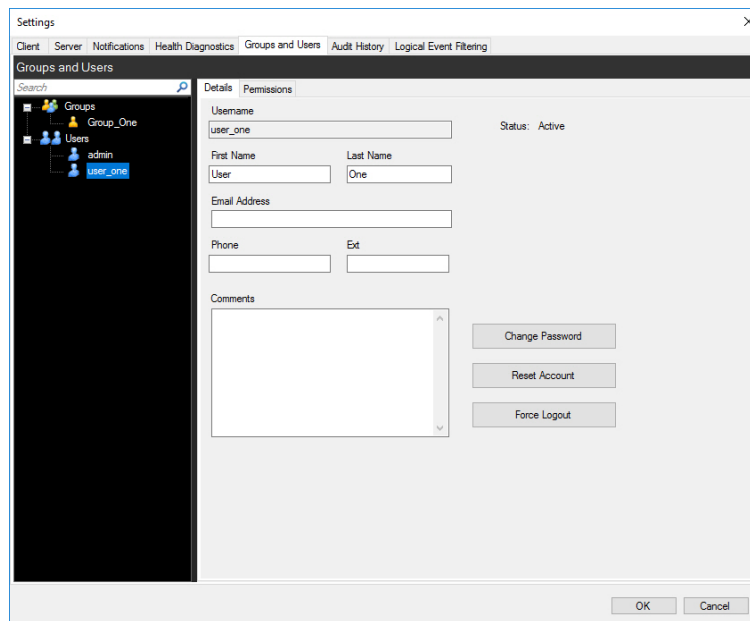 Settings
Client Server Notifications Health Diagnostics Groups and Users Audit History Logical Event Filtering
Groups and Users
Search
Groups
Group_One
Users
admin
user_one
Details Permissions
Username
user_one
Status: Active
First Name Last Name
User One
Email Address
Phone Ext
Comments
Change Password
Reset Account
Force Logout
OK Cancel